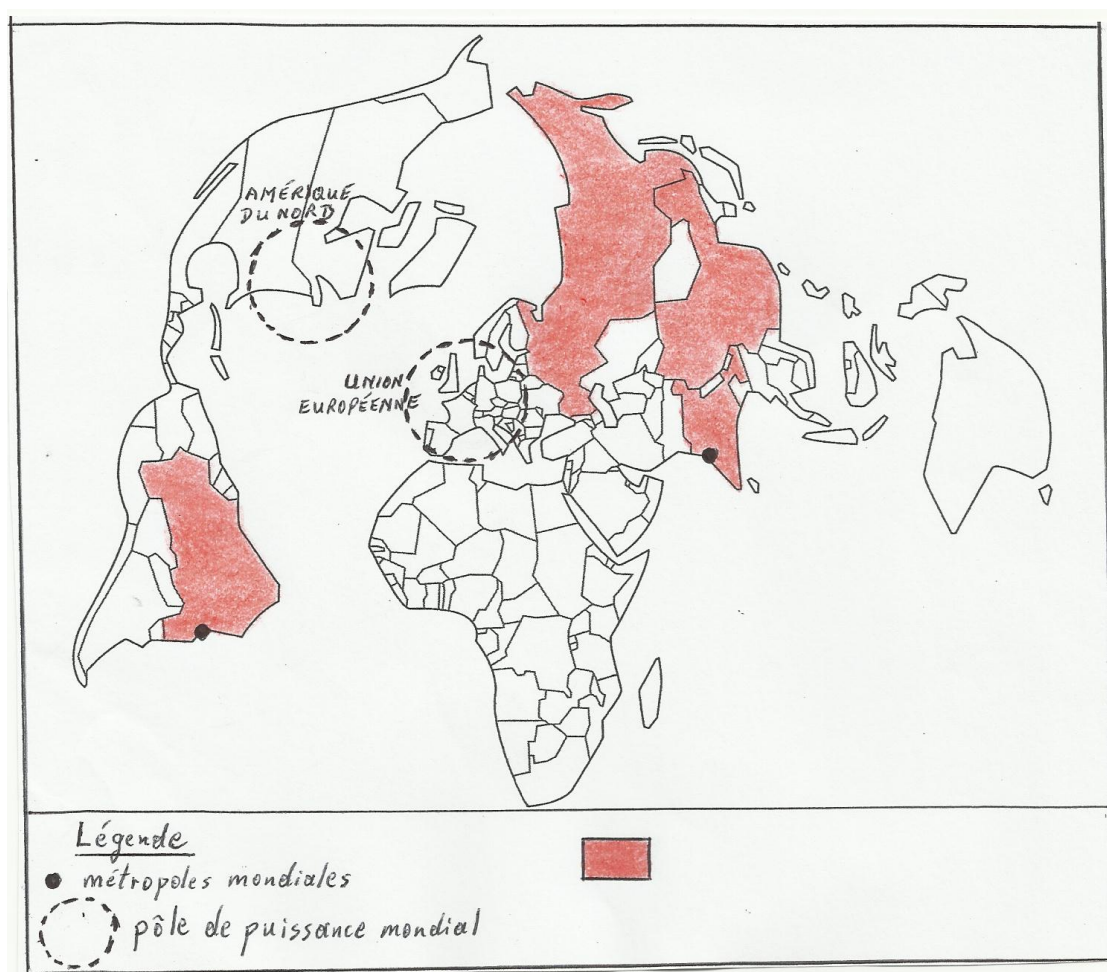 AMÉRIQUE
DU NORD
UNION
EUROPÉENNE
Légende
métropoles mondiales
pôle de puissance mondial